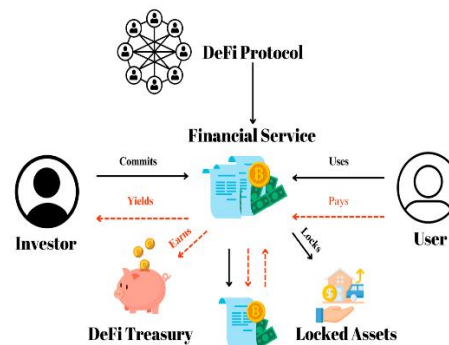 DeFi Protocol
Financial Service
Commits
Uses
Yields
Pays
Investor
User
Earns
Locks
DeFi Treasury
Locked Assets